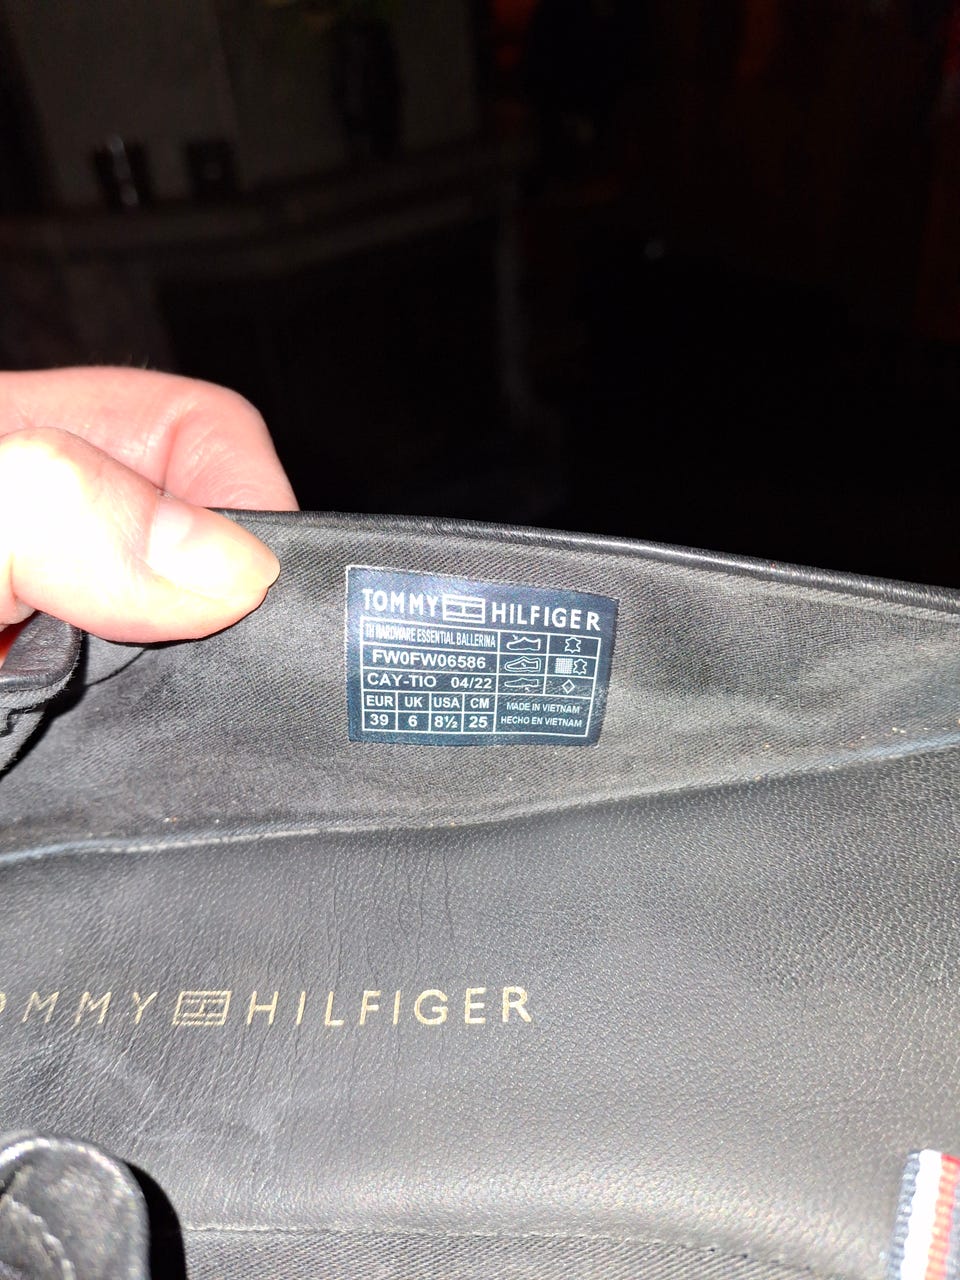 TOMMY HILFIGER
TH HARDWARE ESSENTIAL BALLERINA
FW0FW06586
CAY-TIO 04/22
EUR UK USA CM
39 6 8½ 25
MADE IN VIETNAM
HECHO EN VIETNAM
OMMY HILFIGER